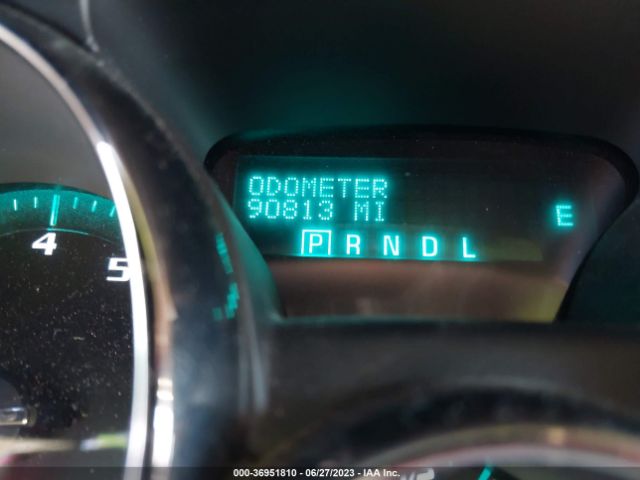 ODOMETER
90813 MI
E
P R N D L
4
5
000-36951810 - 06/27/2023 - IAA Inc.